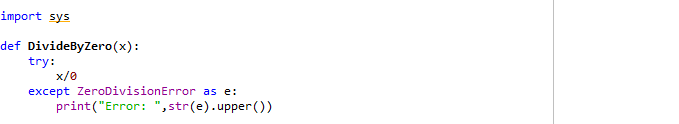 import sys
def DivideByZero(x):
    try:
        x/0
    except ZeroDivisionError as e:
        print("Error: ",str(e).upper())